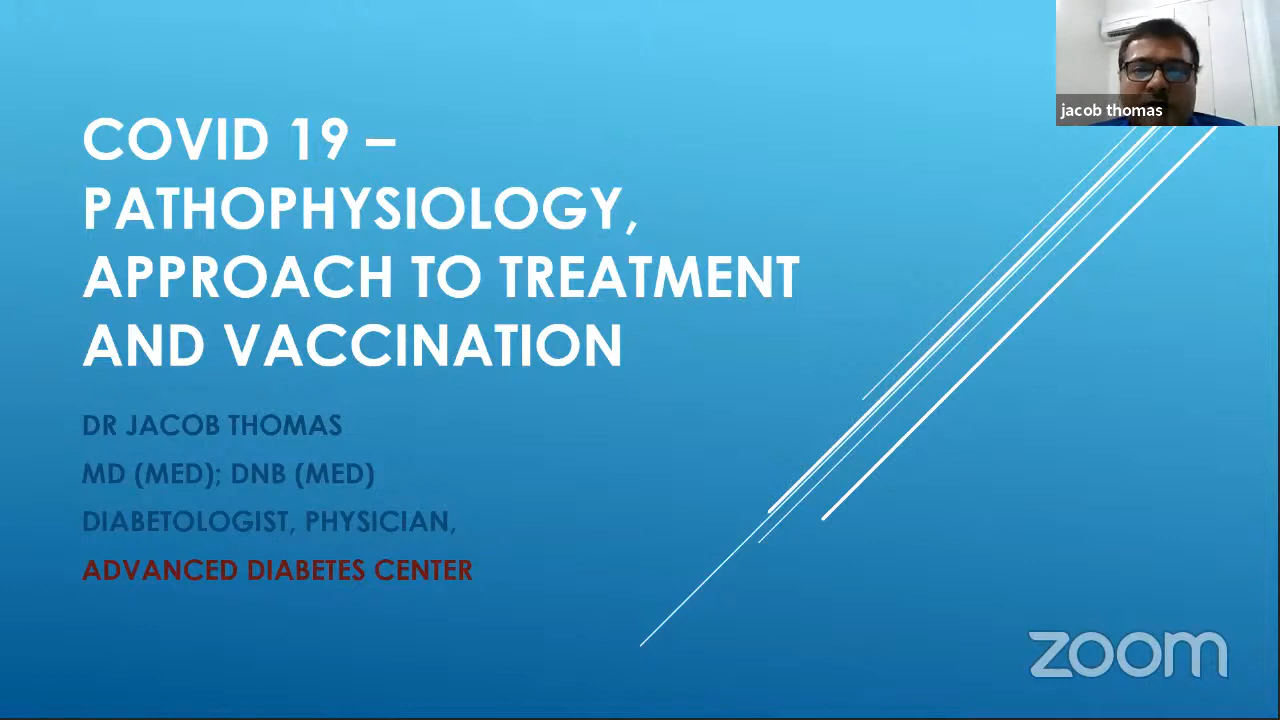 jacob thomas
COVID 19 –
PATHOPHYSIOLOGY,
APPROACH TO TREATMENT
AND VACCINATION
DR JACOB THOMAS
MD (MED); DNB (MED)
DIABETOLOGIST, PHYSICIAN,
ADVANCED DIABETES CENTER
zoom